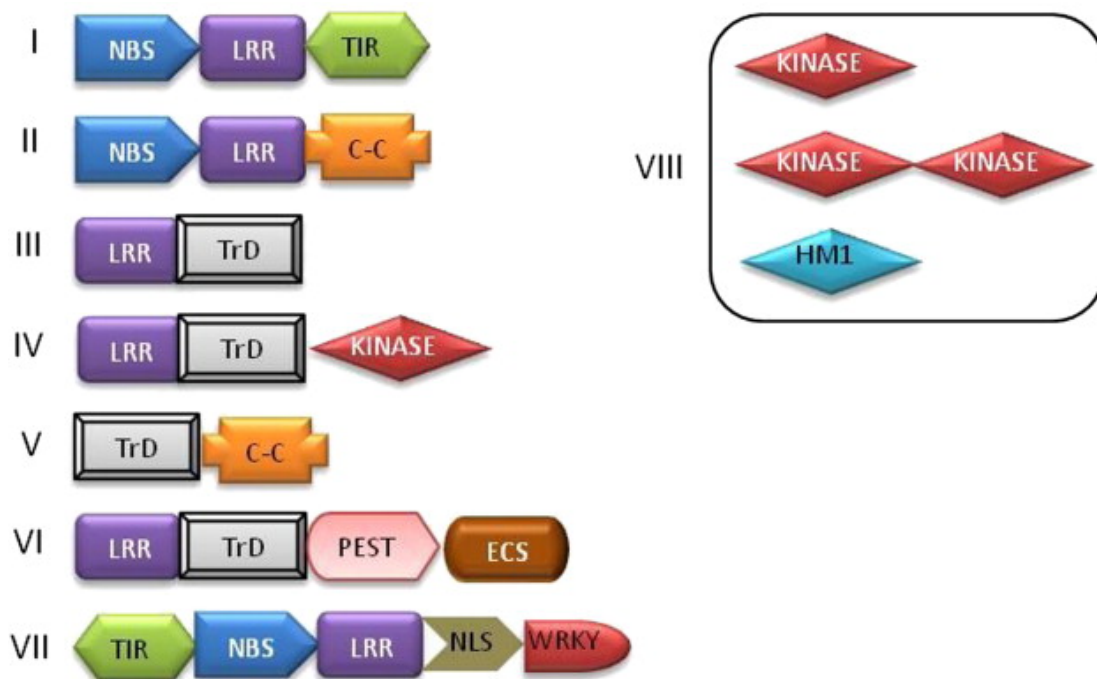 I NBS LRR TIR
II NBS LRR C-C
III LRR TrD
IV LRR TrD KINASE
V TrD C-C
VI LRR TrD PEST ECS
VII TIR NBS LRR NLS WRKY
VIII
KINASE
KINASE KINASE
HM1